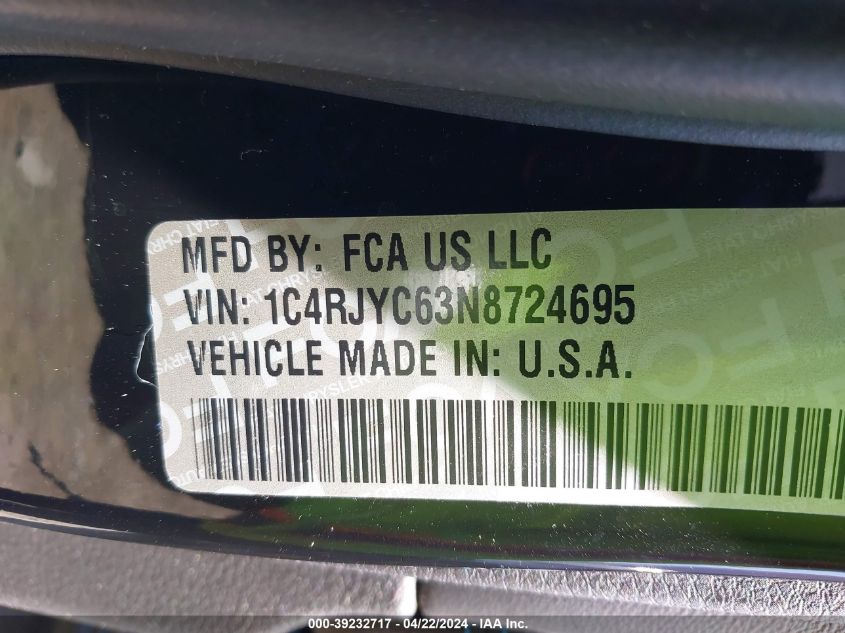 MFD BY: FCA US LLC
VIN: 1C4RJYC63N8724695
VEHICLE MADE IN: U.S.A.
000-39232717 - 04/22/2024 - IAA Inc.